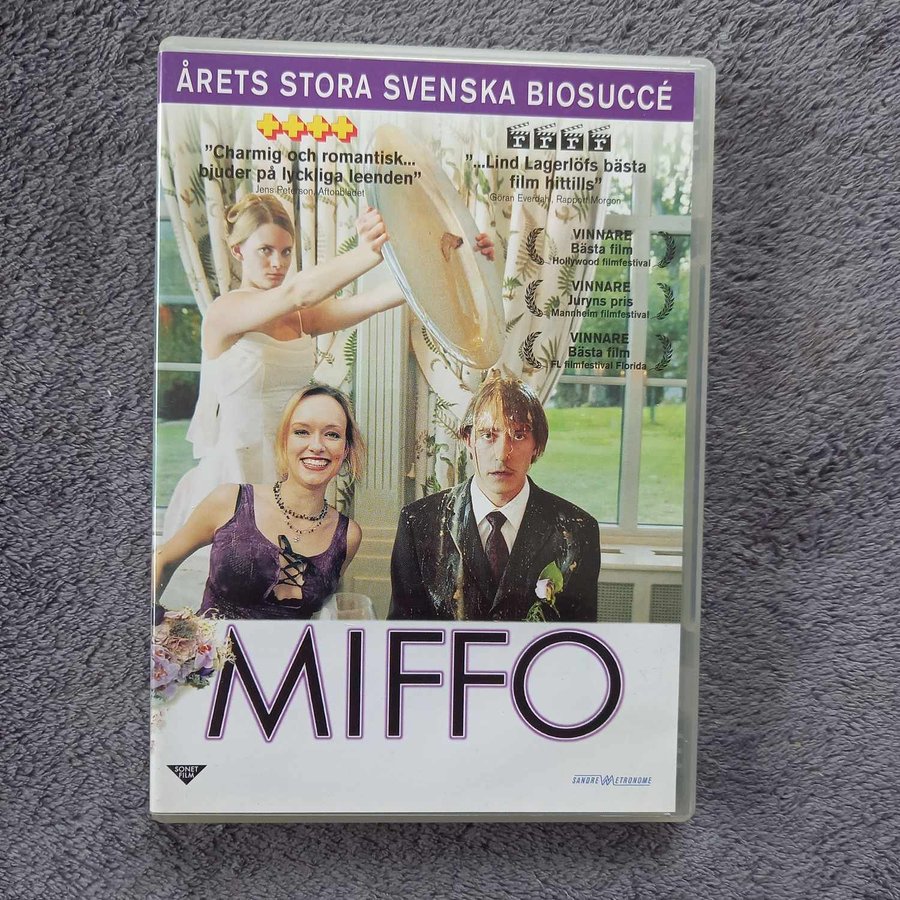 ÅRETS STORA SVENSKA BIOSUCCÉ
”Charmig och romantisk...
bjuder på lyckliga leenden”
Jens Peterson, Aftonbladet
”...Lind Lagerlöfs bästa
film hittills”
Göran Everdahl, Rapport Morgon
VINNARE
Bästa film
Hollywood filmfestival
VINNARE
Juryns pris
Mannheim filmfestival
VINNARE
Bästa film
FL filmfestival Florida
MIFFO
SONET
FILM
SANDREW METRONOME